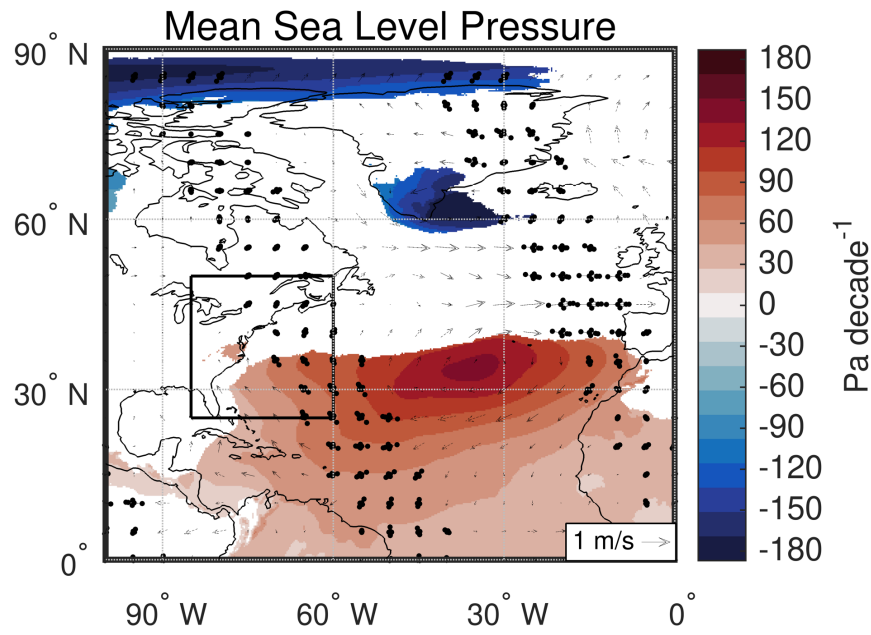 Mean Sea Level Pressure
90° N
60° N
30° N
0°
90° W
60° W
30° W
0°
1 m/s
180
150
120
90
60
30
0
-30
-60
-90
-120
-150
-180
Pa decade⁻¹